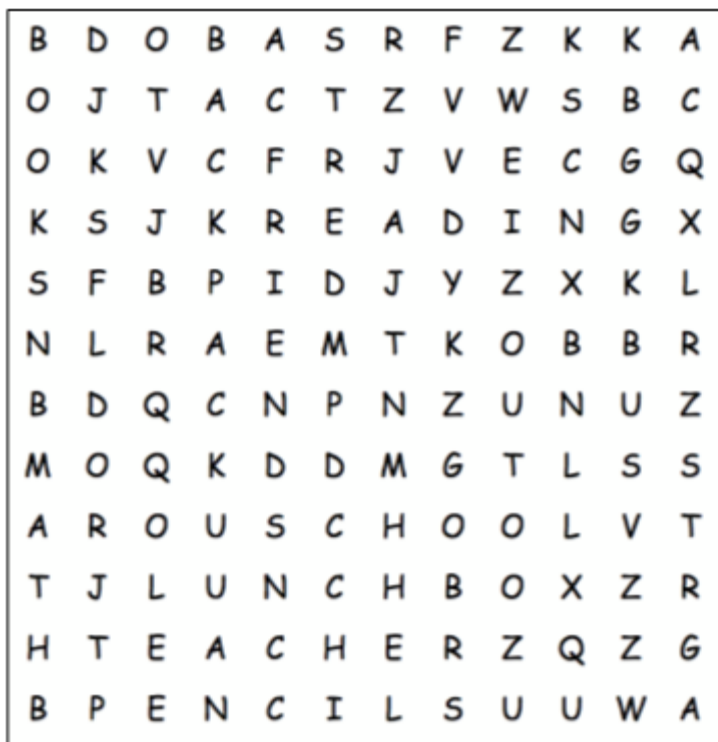 B D O B A S R F Z K K A
O J T A C T Z V W S B C
O K V C F R J V E C G Q
K S J K R E A D I N G X
S F B P I D J Y Z X K L
N L R A E M T K O B B R
B D Q C N P N Z U N U Z
M O Q K D D M G T L S S
A R O U S C H O O L V T
T J L U N C H B O X Z R
H T E A C H E R Z Q Z G
B P E N C I L S U U W A